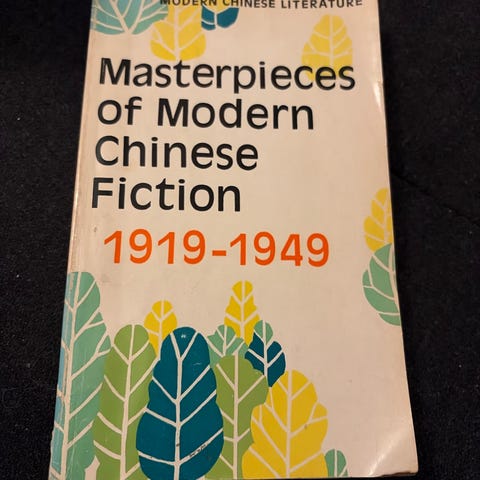 MODERN CHINESE LITERATURE
Masterpieces
of Modern
Chinese
Fiction
1919-1949